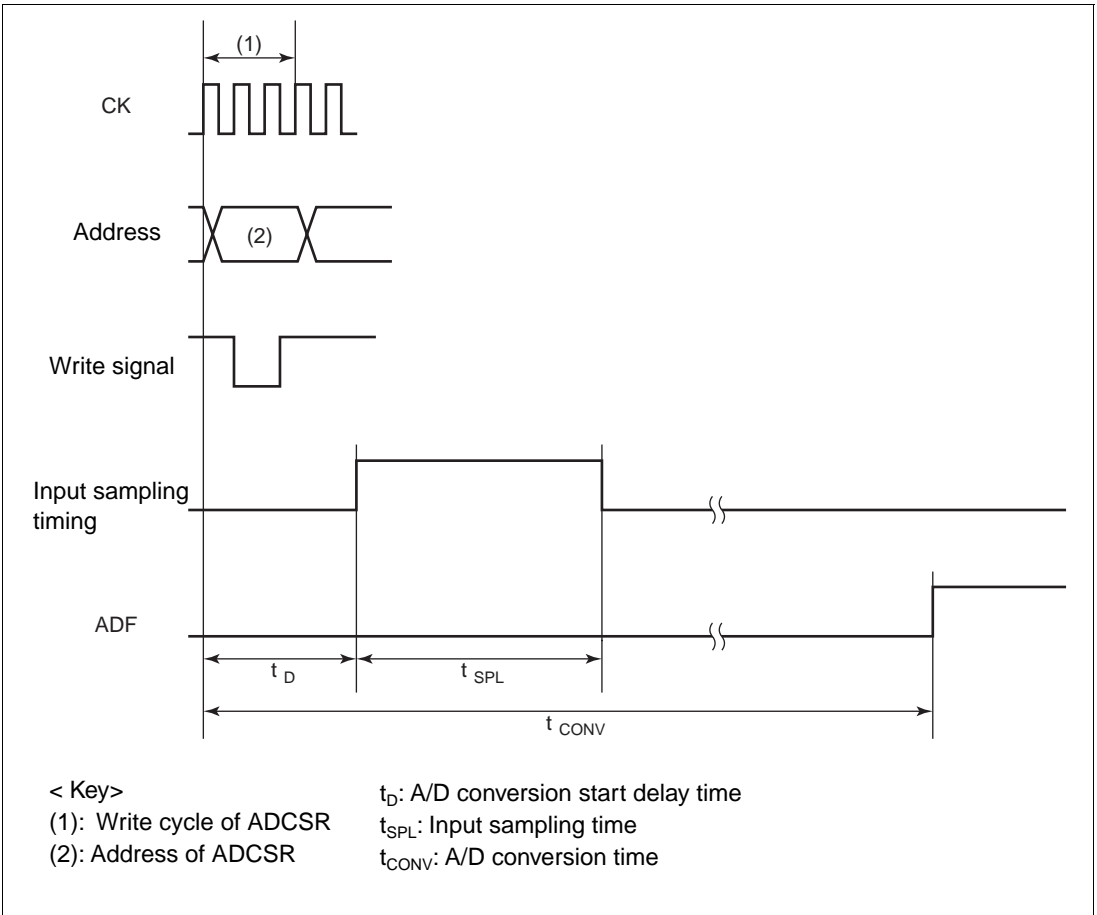 (1)
CK
Address
(2)
Write signal
Input sampling
timing
ADF
t D
t SPL
t CONV
< Key>
(1): Write cycle of ADCSR
(2): Address of ADCSR
tD: A/D conversion start delay time
tSPL: Input sampling time
tCONV: A/D conversion time